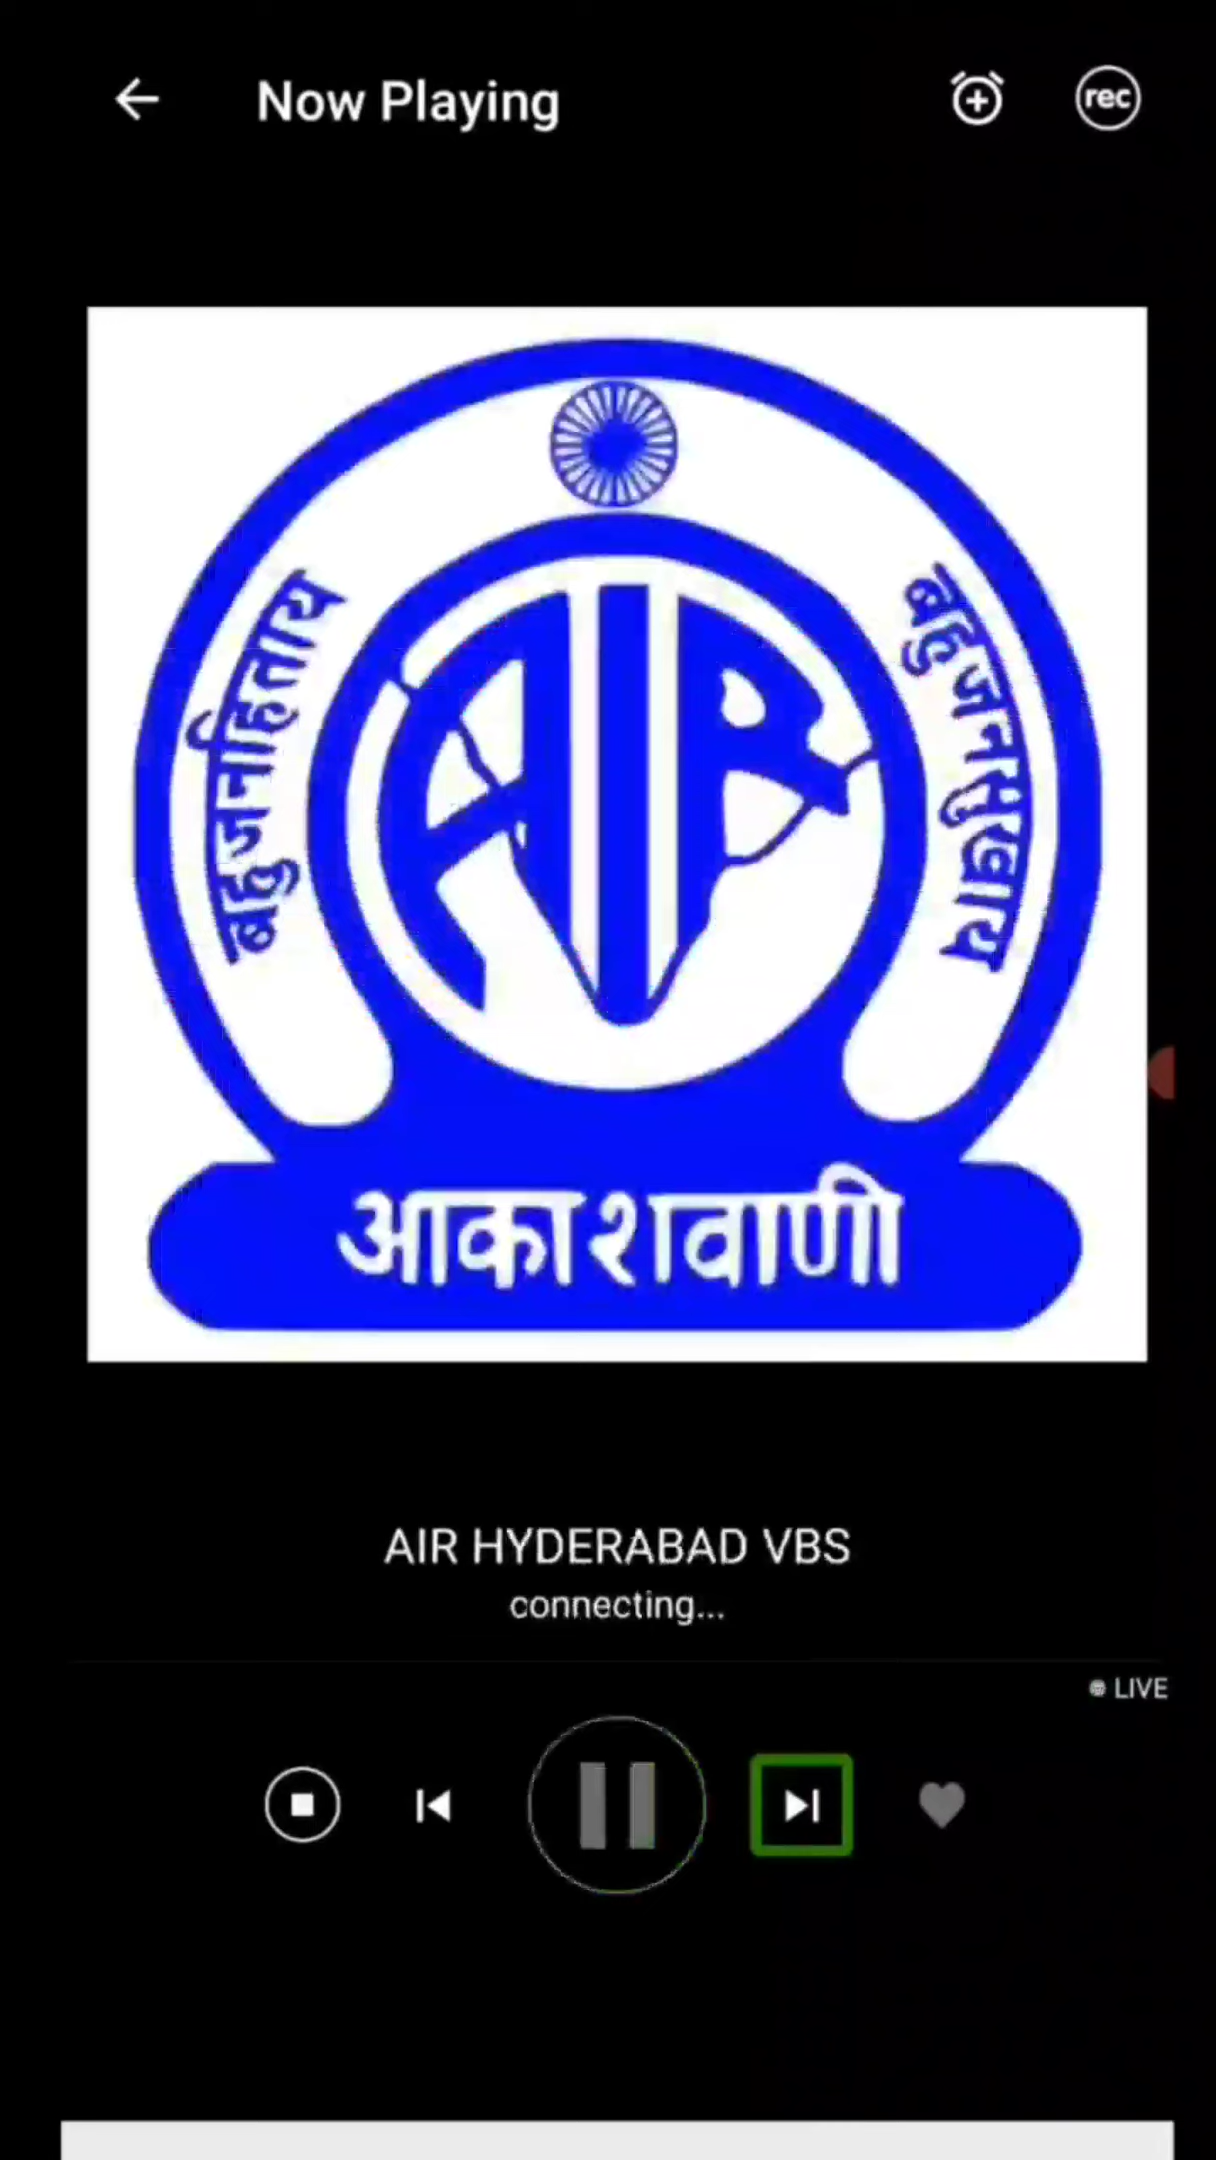 Now Playing
rec
बहुजनहिताय
बहुजनसुखाय
AIR
आकाशवाणी
AIR HYDERABAD VBS
connecting...
LIVE